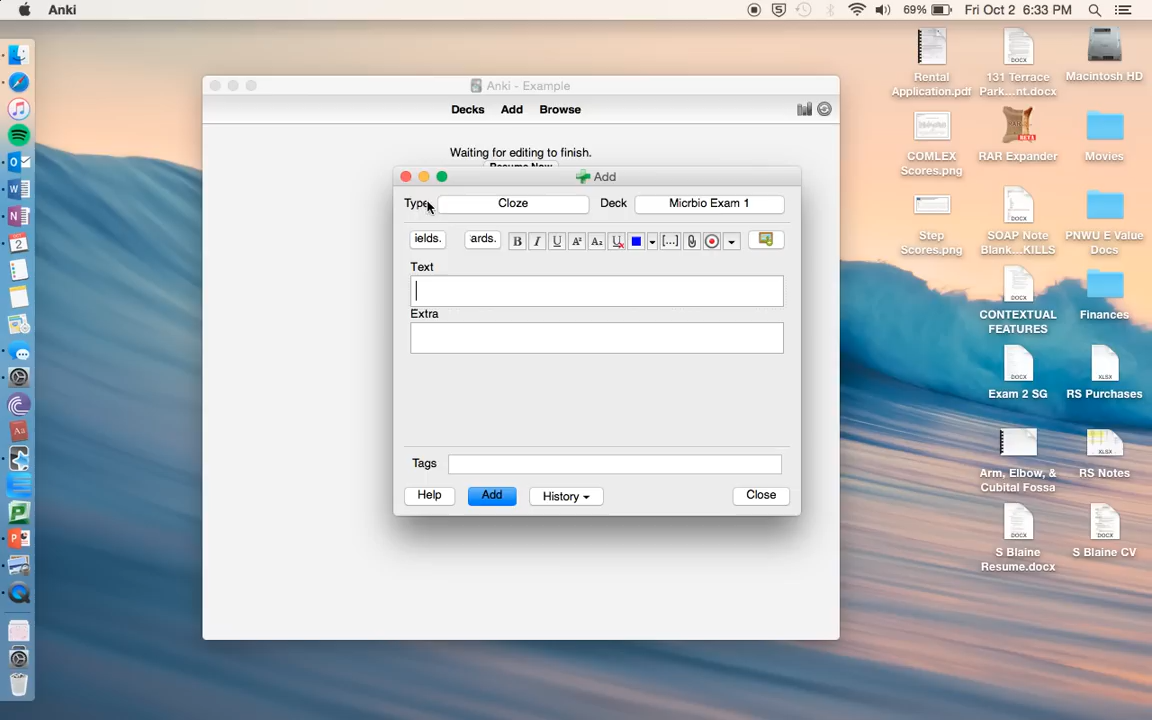 Anki
69%
Fri Oct 2 6:33 PM
Anki - Example
Decks Add Browse
Waiting for editing to finish.
Resume Now
Add
Type Cloze Deck Micrbio Exam 1
ields. ards. B I U A² A₂ U [...]
Text
Extra
Tags
Help Add History Close
Rental Application.pdf
131 Terrace Park...nt.docx
Macintosh HD
COMLEX Scores.png
RAR Expander
Movies
Step Scores.png
SOAP Note Blank...KILLS
PNWU E Value Docs
CONTEXTUAL FEATURES
Finances
Exam 2 SG
RS Purchases
Arm, Elbow, & Cubital Fossa
RS Notes
S Blaine Resume.docx
S Blaine CV